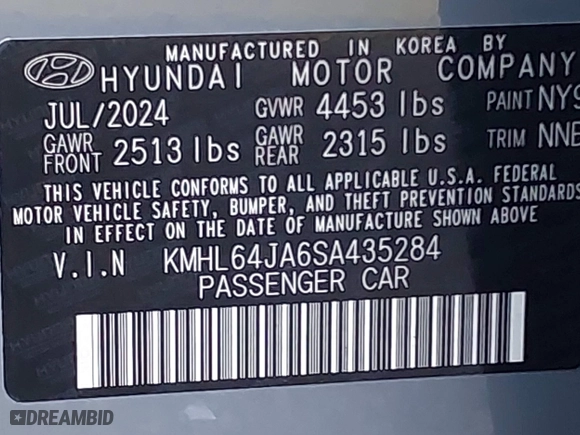 MANUFACTURED IN KOREA BY
HYUNDAI MOTOR COMPANY
JUL/2024 GVWR 4453 lbs PAINT NY9
GAWR FRONT 2513 lbs GAWR REAR 2315 lbs TRIM NNB
THIS VEHICLE CONFORMS TO ALL APPLICABLE U.S.A. FEDERAL
MOTOR VEHICLE SAFETY, BUMPER, AND THEFT PREVENTION STANDARDS
IN EFFECT ON THE DATE OF MANUFACTURE SHOWN ABOVE
V.I.N KMHL64JA6SA435284
PASSENGER CAR
DREAMBID